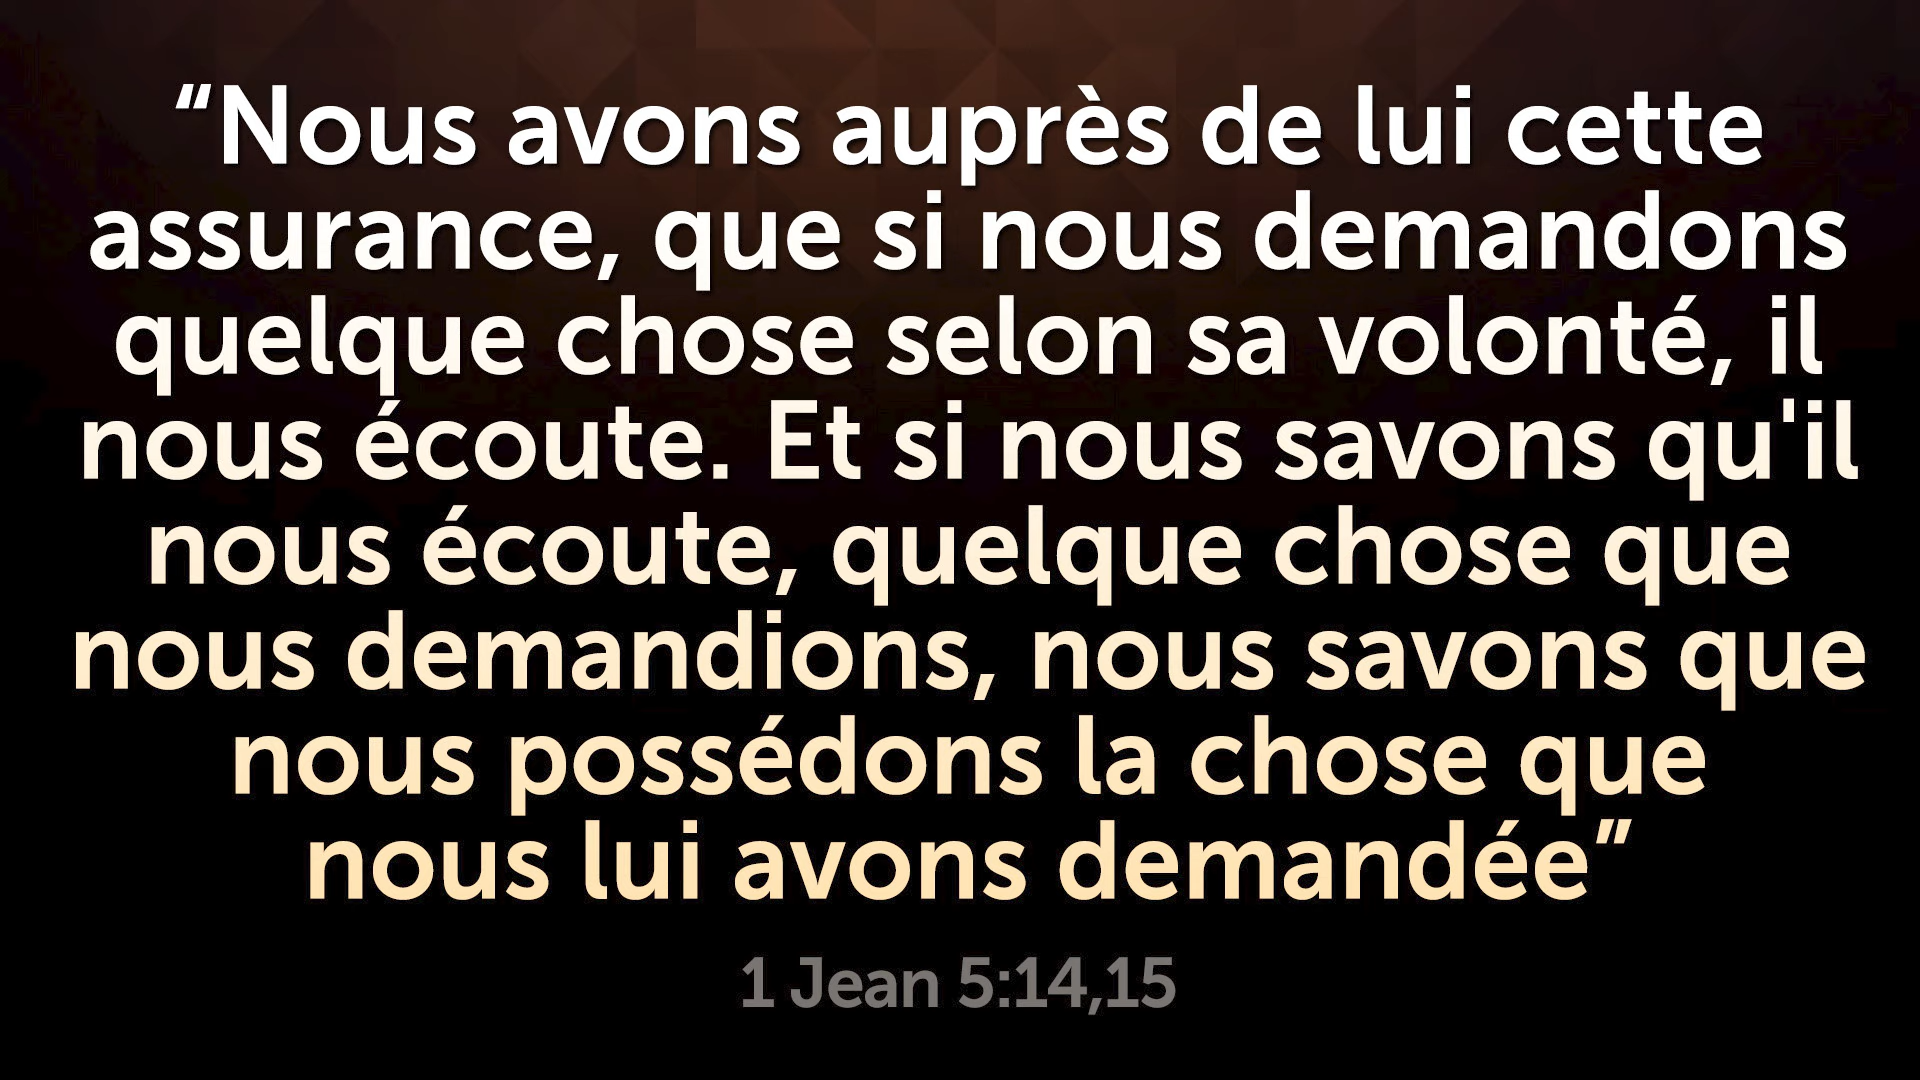 “Nous avons auprès de lui cette
assurance, que si nous demandons
quelque chose selon sa volonté, il
nous écoute. Et si nous savons qu'il
nous écoute, quelque chose que
nous demandions, nous savons que
nous possédons la chose que
nous lui avons demandée”
1 Jean 5:14,15